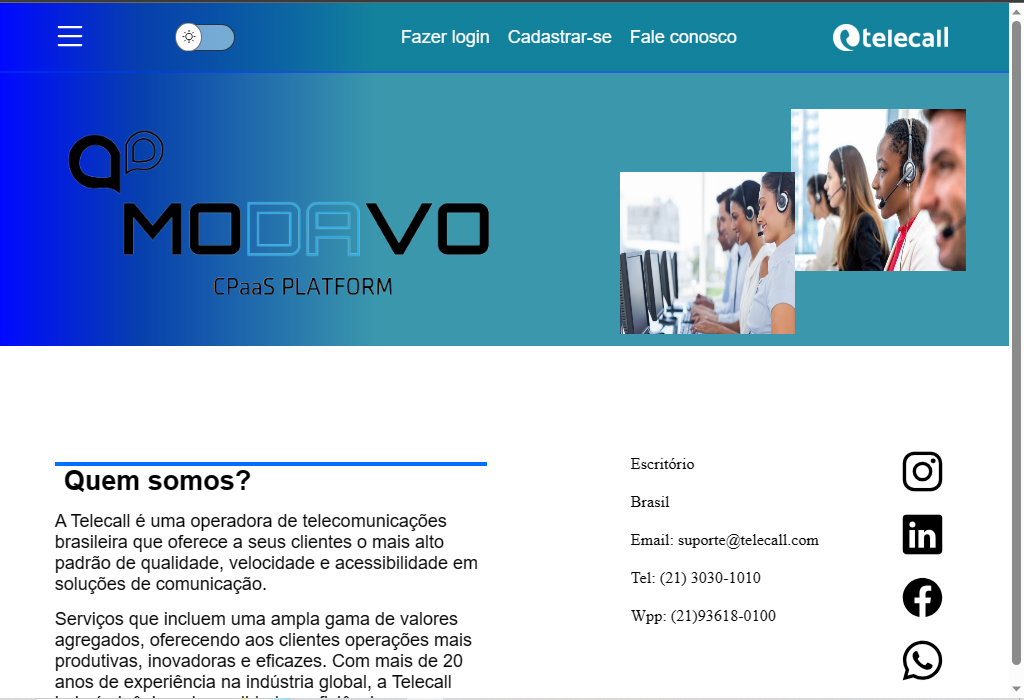 Fazer login Cadastrar-se Fale conosco telecall
MODAVO
CPaaS PLATFORM
Quem somos?
A Telecall é uma operadora de telecomunicações
brasileira que oferece a seus clientes o mais alto
padrão de qualidade, velocidade e acessibilidade em
soluções de comunicação.
Serviços que incluem uma ampla gama de valores
agregados, oferecendo aos clientes operações mais
produtivas, inovadoras e eficazes. Com mais de 20
anos de experiência na indústria global, a Telecall
Escritório
Brasil
Email: suporte@telecall.com
Tel: (21) 3030-1010
Wpp: (21)93618-0100